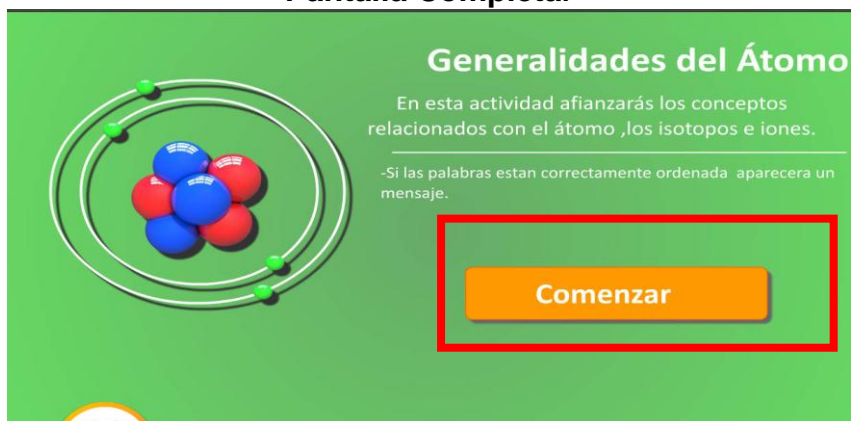 Generalidades del Átomo
En esta actividad afianzarás los conceptos
relacionados con el átomo ,los isotopos e iones.
-Si las palabras estan correctamente ordenada aparecera un
mensaje.
Comenzar